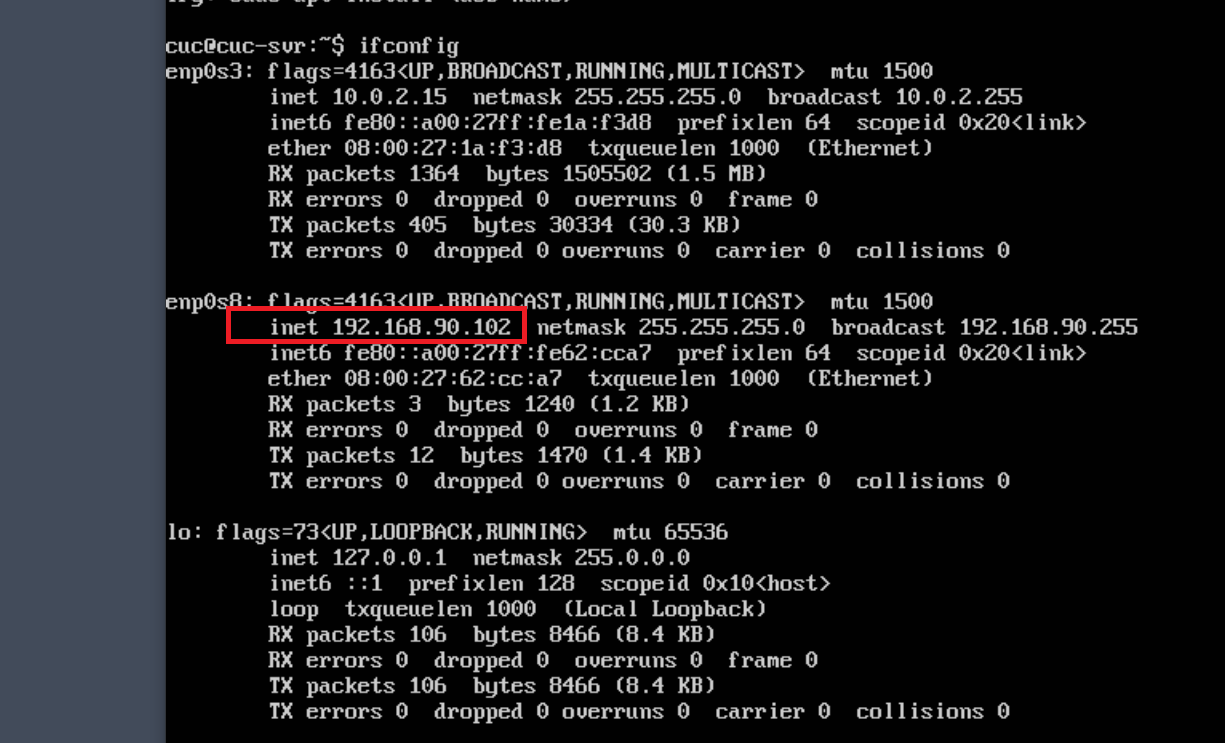 cuc@cuc-svr:~$ ifconfig
enp0s3: flags=4163<UP,BROADCAST,RUNNING,MULTICAST>  mtu 1500
        inet 10.0.2.15  netmask 255.255.255.0  broadcast 10.0.2.255
        inet6 fe80::a00:27ff:fe1a:f3d8  prefixlen 64  scopeid 0x20<link>
        ether 08:00:27:1a:f3:d8  txqueuelen 1000  (Ethernet)
        RX packets 1364  bytes 1505502 (1.5 MB)
        RX errors 0  dropped 0  overruns 0  frame 0
        TX packets 405  bytes 30334 (30.3 KB)
        TX errors 0  dropped 0 overruns 0  carrier 0  collisions 0
enp0s8: flags=4163<UP,BROADCAST,RUNNING,MULTICAST>  mtu 1500
        inet 192.168.90.102  netmask 255.255.255.0  broadcast 192.168.90.255
        inet6 fe80::a00:27ff:fe62:cca7  prefixlen 64  scopeid 0x20<link>
        ether 08:00:27:62:cc:a7  txqueuelen 1000  (Ethernet)
        RX packets 3  bytes 1240 (1.2 KB)
        RX errors 0  dropped 0  overruns 0  frame 0
        TX packets 12  bytes 1470 (1.4 KB)
        TX errors 0  dropped 0 overruns 0  carrier 0  collisions 0
lo: flags=73<UP,LOOPBACK,RUNNING>  mtu 65536
        inet 127.0.0.1  netmask 255.0.0.0
        inet6 ::1  prefixlen 128  scopeid 0x10<host>
        loop  txqueuelen 1000  (Local Loopback)
        RX packets 106  bytes 8466 (8.4 KB)
        RX errors 0  dropped 0  overruns 0  frame 0
        TX packets 106  bytes 8466 (8.4 KB)
        TX errors 0  dropped 0 overruns 0  carrier 0  collisions 0